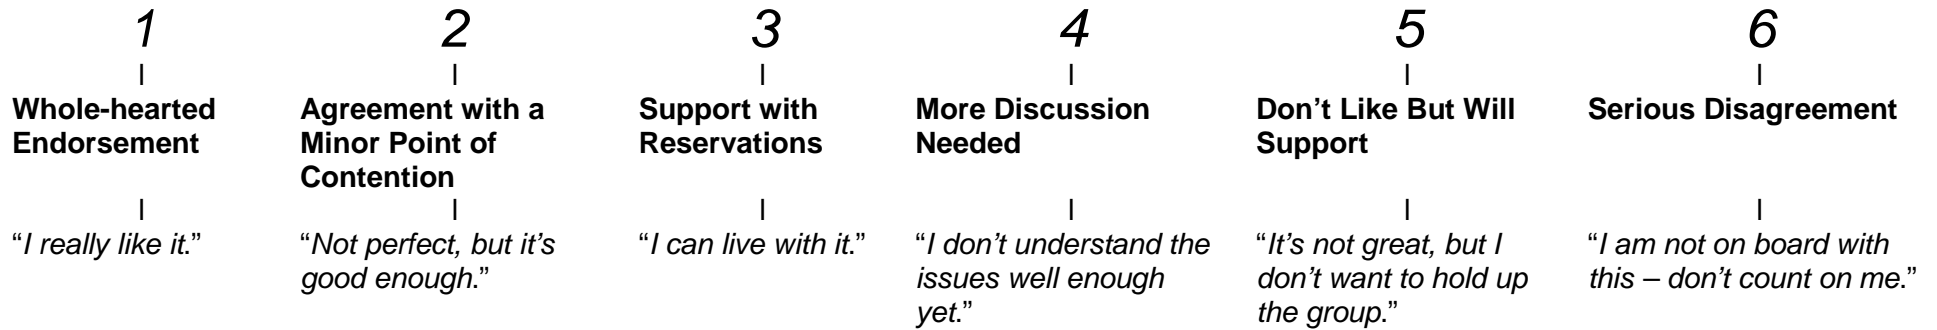 1 2 3 4 5 6
Whole-hearted Endorsement
Agreement with a Minor Point of Contention
Support with Reservations
More Discussion Needed
Don’t Like But Will Support
Serious Disagreement
“I really like it.”
“Not perfect, but it’s good enough.”
“I can live with it.”
“I don’t understand the issues well enough yet.”
“It’s not great, but I don’t want to hold up the group.”
“I am not on board with this – don’t count on me.”